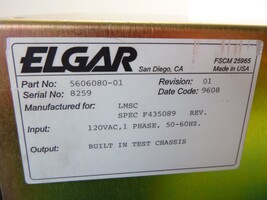 ELGAR
San Diego, CA
FSCM 25965
Made in USA
Part No: 5606080-01 Revision: 01
Serial No: 8259 Date Code: 9608
Manufactured for: LMSC
SPEC F435089 REV.
Input: 120VAC,1 PHASE, 50-60HZ.
Output: BUILT IN TEST CHASSIS